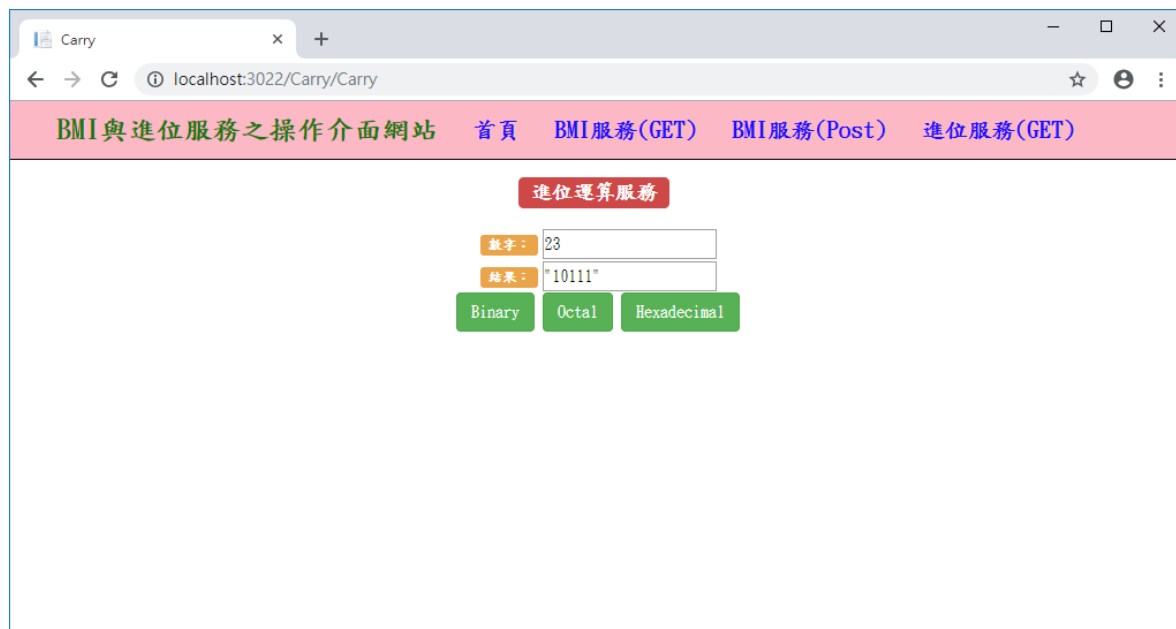 Carry
localhost:3022/Carry/Carry
BMI與進位服務之操作介面網站 首頁 BMI服務(GET) BMI服務(Post) 進位服務(GET)
進位運算服務
數字： 23
結果： "10111"
Binary Octal Hexadecimal